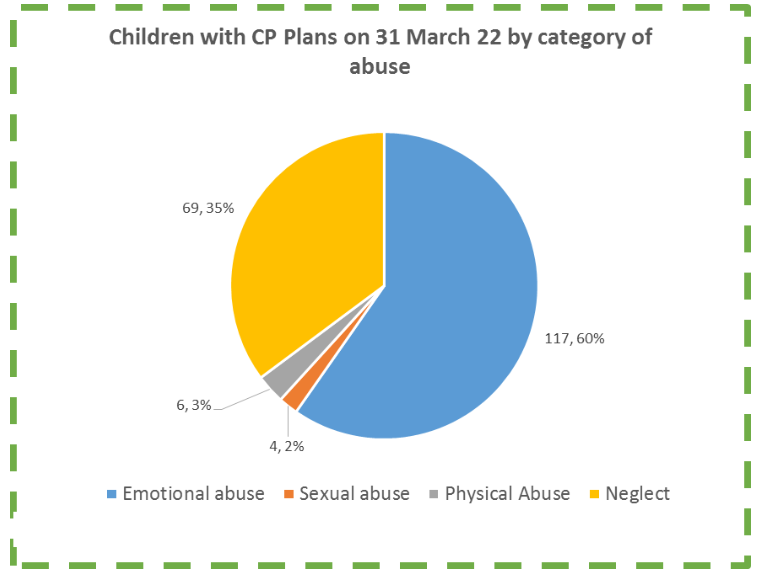 Children with CP Plans on 31 March 22 by category of
abuse
69, 35%
117, 60%
6, 3%
4, 2%
Emotional abuse
Sexual abuse
Physical Abuse
Neglect